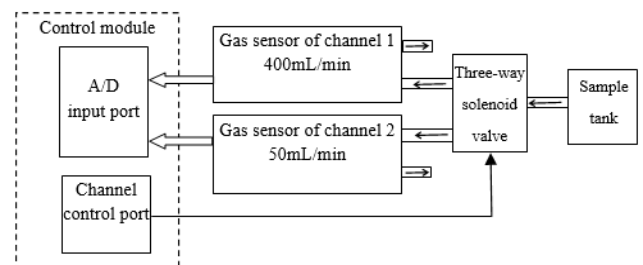 Control module
A/D
input port
Channel
control port
Gas sensor of channel 1
400mL/min
Gas sensor of channel 2
50mL/min
Three-way
solenoid
valve
Sample
tank